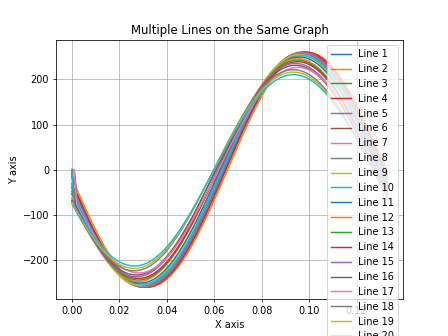 Multiple Lines on the Same Graph
Y axis
200
100
0
−100
−200
0.00
0.02
0.04
0.06
0.08
0.10
X axis
Line 1
Line 2
Line 3
Line 4
Line 5
Line 6
Line 7
Line 8
Line 9
Line 10
Line 11
Line 12
Line 13
Line 14
Line 15
Line 16
Line 17
Line 18
Line 19
Line 20